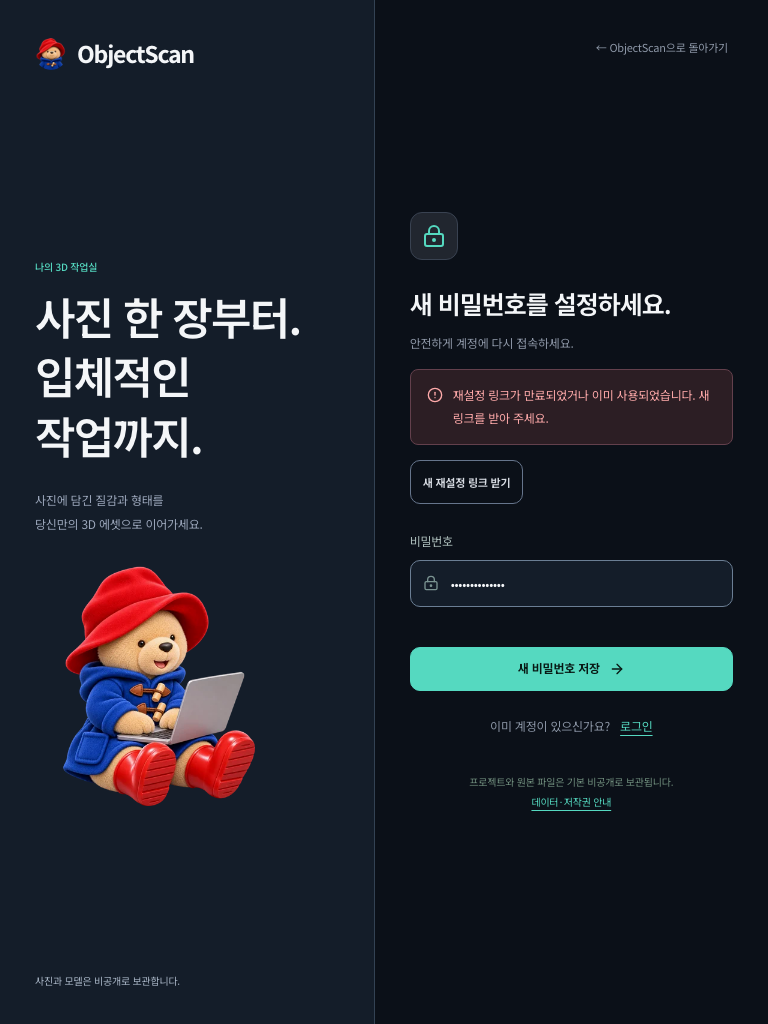 ObjectScan
← ObjectScan으로 돌아가기
나의 3D 작업실
사진 한 장부터.
입체적인
작업까지.
사진에 담긴 질감과 형태를
당신만의 3D 에셋으로 이어가세요.
사진과 모델은 비공개로 보관합니다.
새 비밀번호를 설정하세요.
안전하게 계정에 다시 접속하세요.
재설정 링크가 만료되었거나 이미 사용되었습니다. 새
링크를 받아 주세요.
새 재설정 링크 받기
비밀번호
••••••••••••••
새 비밀번호 저장 →
이미 계정이 있으신가요? 로그인
프로젝트와 원본 파일은 기본 비공개로 보관됩니다.
데이터·저작권 안내